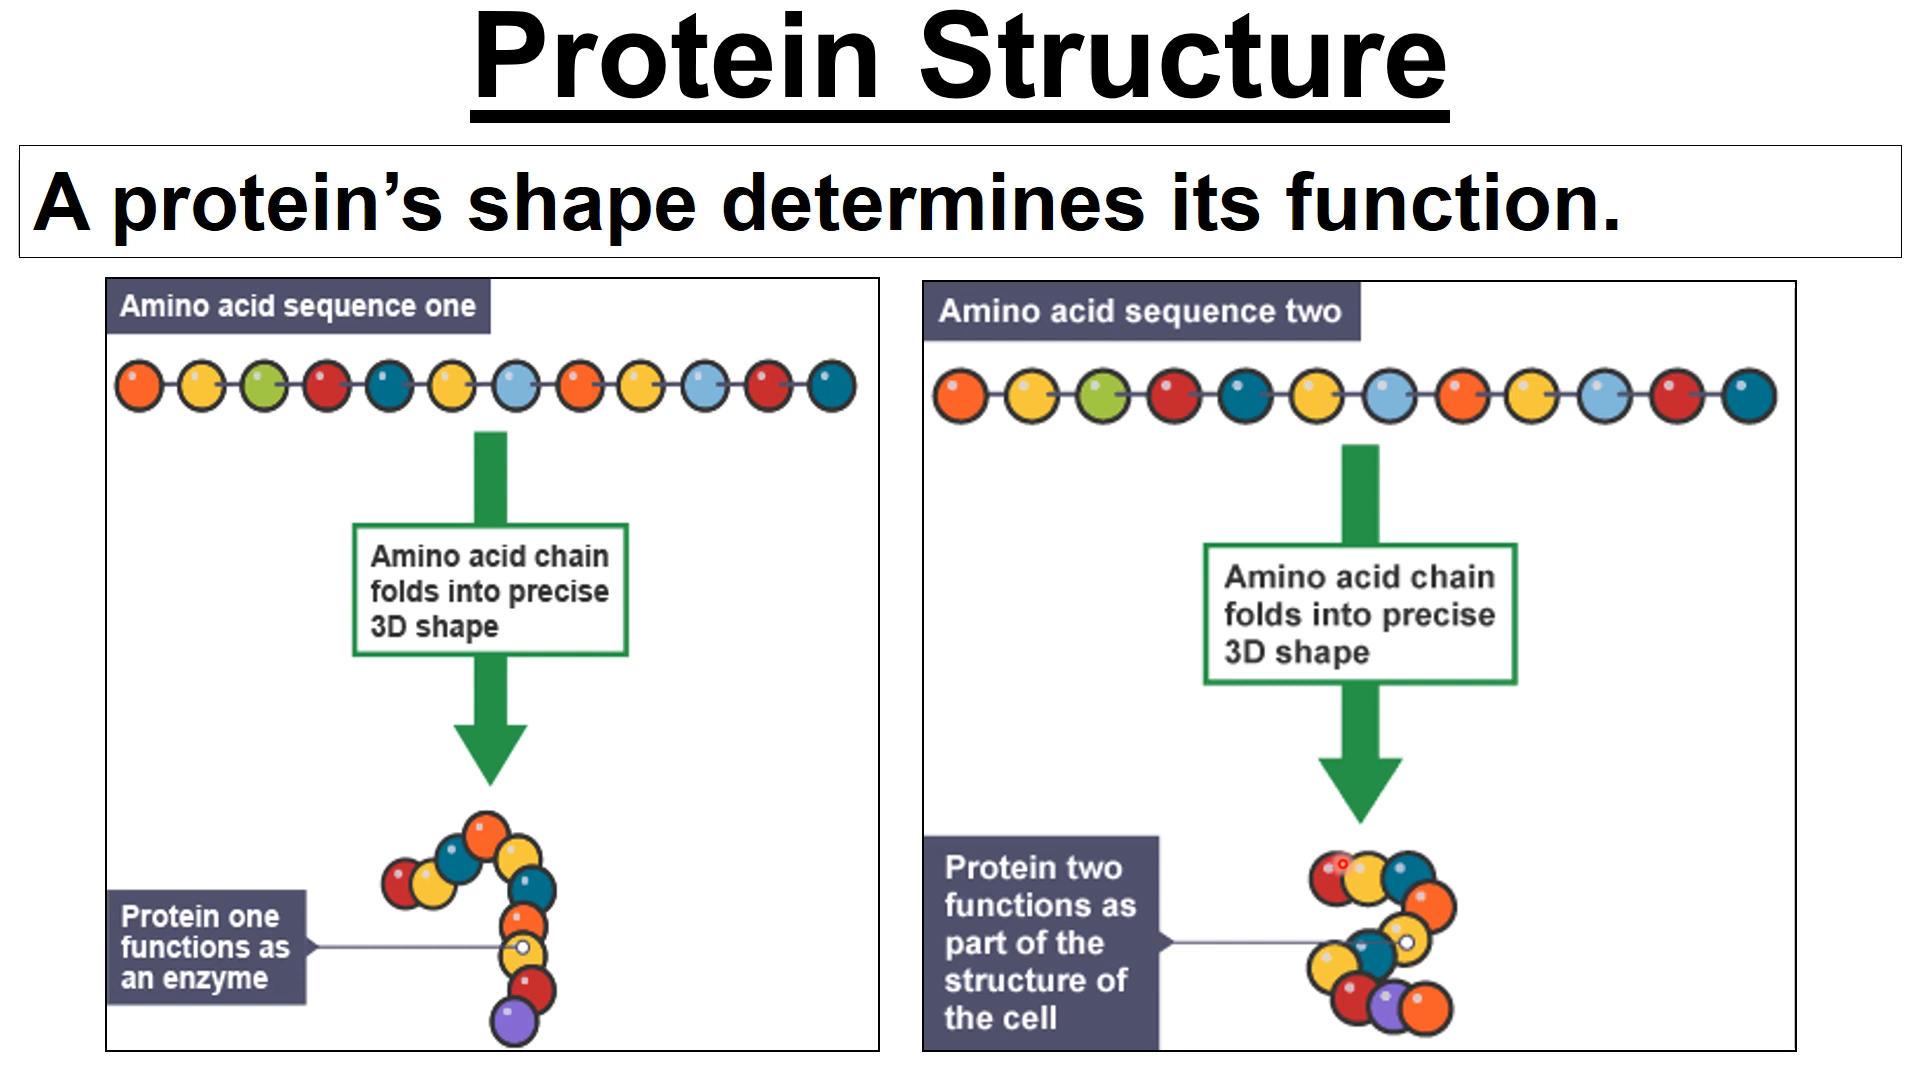 Protein Structure
A protein’s shape determines its function.
Amino acid sequence one
Amino acid chain
folds into precise
3D shape
Protein one
functions as
an enzyme
Amino acid sequence two
Amino acid chain
folds into precise
3D shape
Protein two
functions as
part of the
structure of
the cell